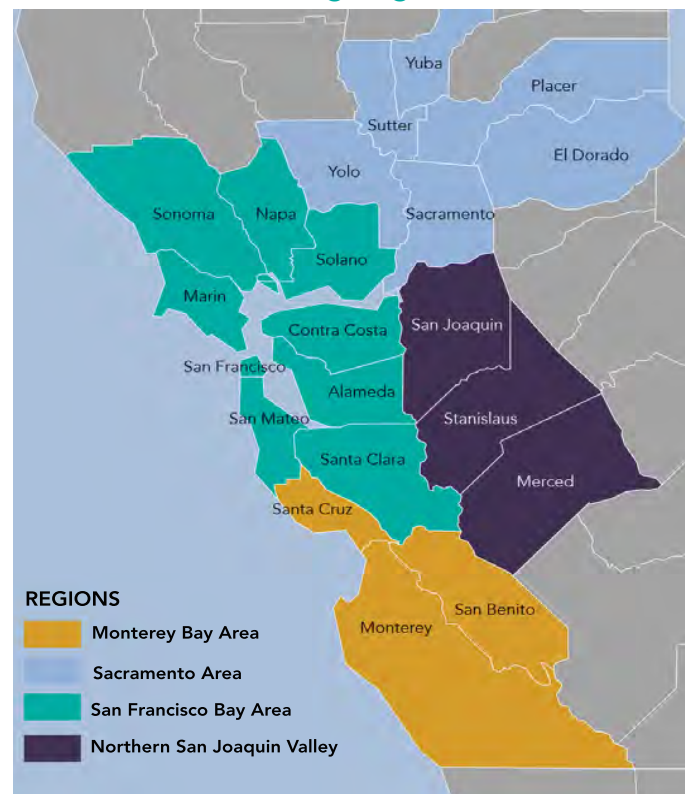 Yuba
Placer
Sutter
El Dorado
Yolo
Sonoma
Napa
Sacramento
Solano
Marin
San Joaquin
Contra Costa
San Francisco
Alameda
San Mateo
Stanislaus
Santa Clara
Merced
Santa Cruz
San Benito
Monterey
REGIONS
Monterey Bay Area
Sacramento Area
San Francisco Bay Area
Northern San Joaquin Valley